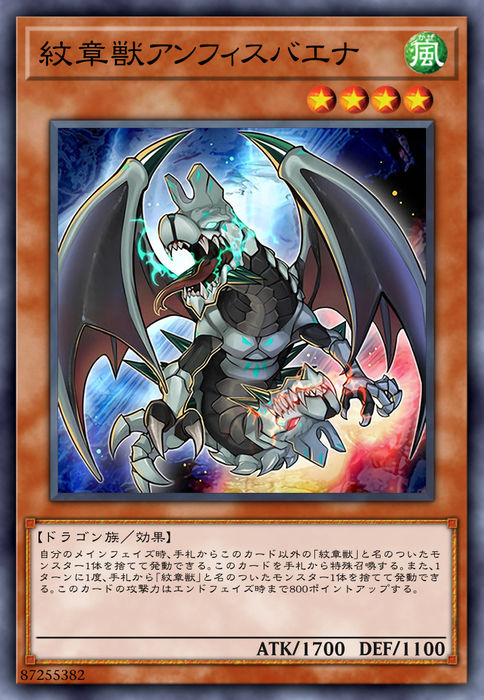 紋章獣アンフィスバエナ
かぜ
風
【ドラゴン族／効果】
自分のメインフェイズ時、手札からこのカード以外の「紋章獣」と名のついたモ
ンスター1体を捨てて発動できる。このカードを手札から特殊召喚する。また、1
ターンに1度、手札から「紋章獣」と名のついたモンスター1体を捨てて発動でき
る。このカードの攻撃力はエンドフェイズ時まで800ポイントアップする。
ATK/1700 DEF/1100
87255382